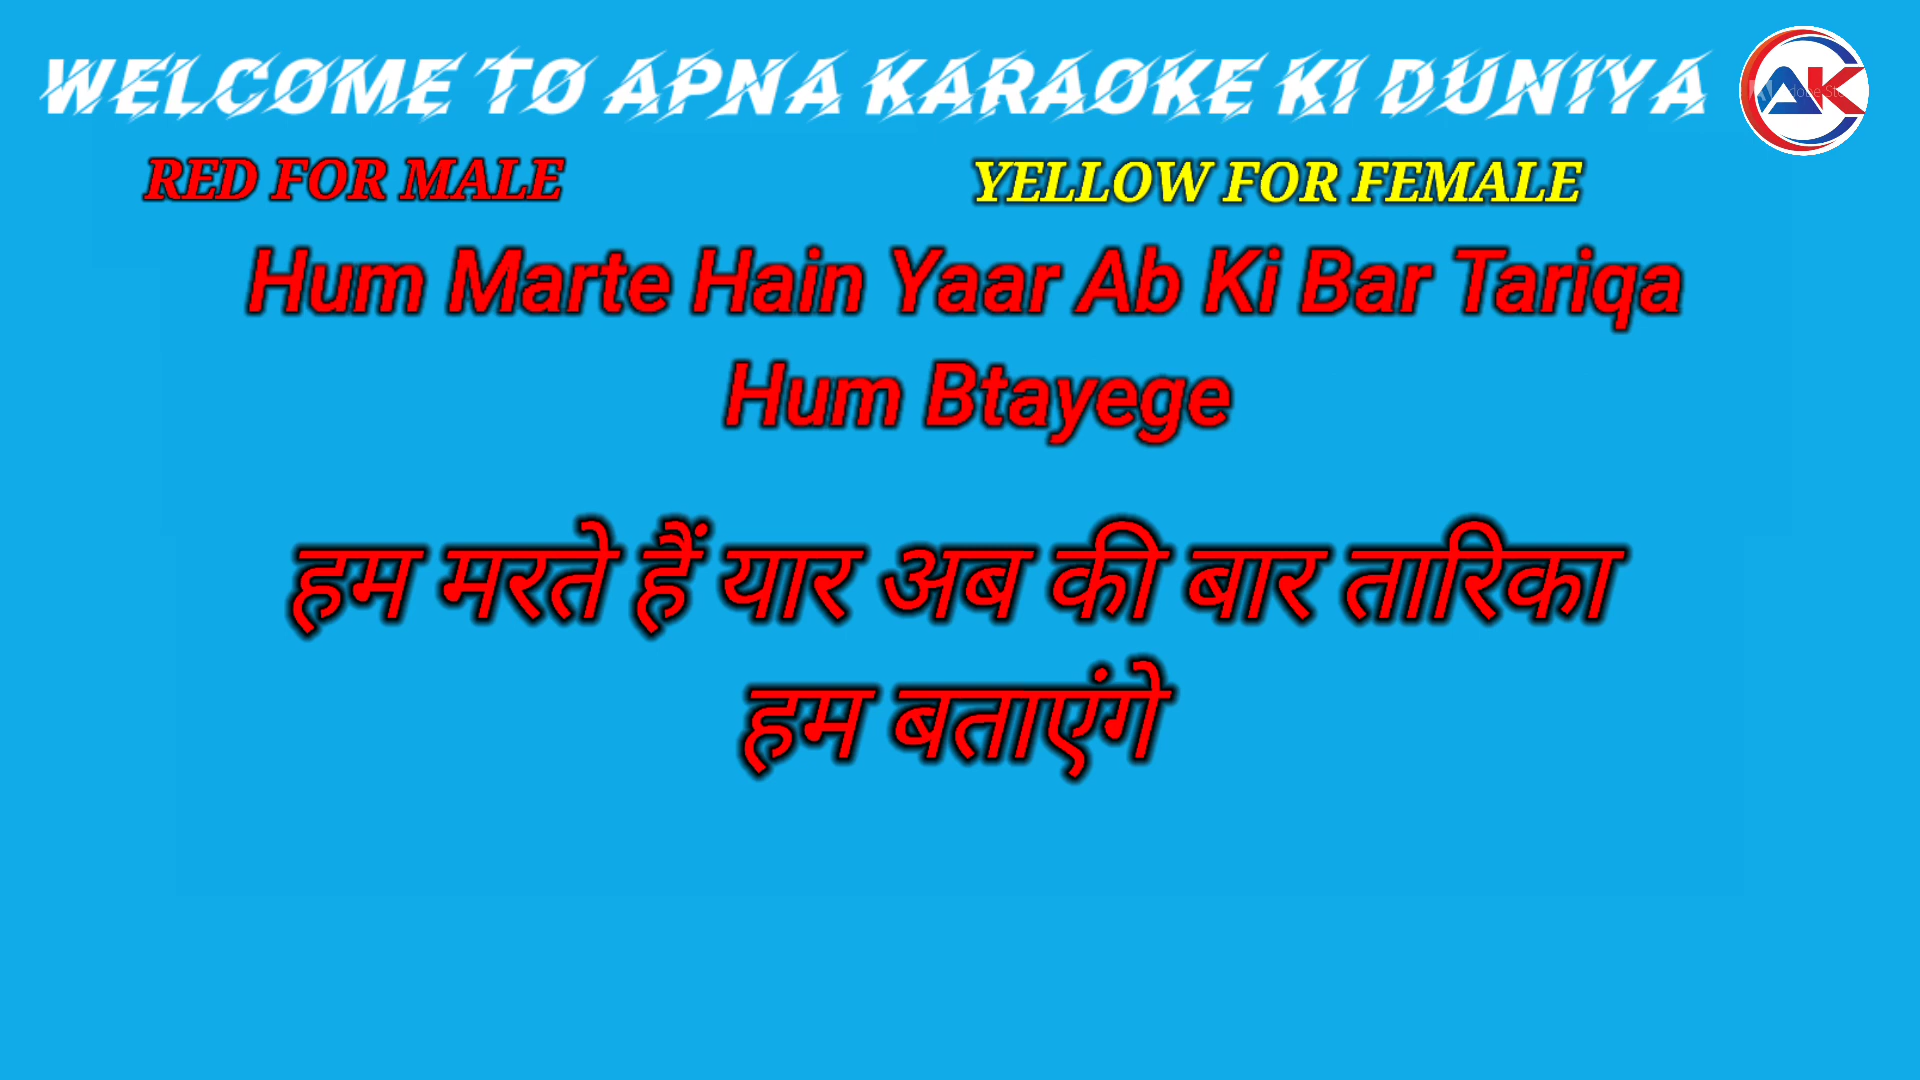 WELCOME TO APNA KARAOKE KI DUNIYA
AK
RED FOR MALE
YELLOW FOR FEMALE
Hum Marte Hain Yaar Ab Ki Bar Tariqa
Hum Btayege
हम मरते हैं यार अब की बार तारिका
हम बताएंगे